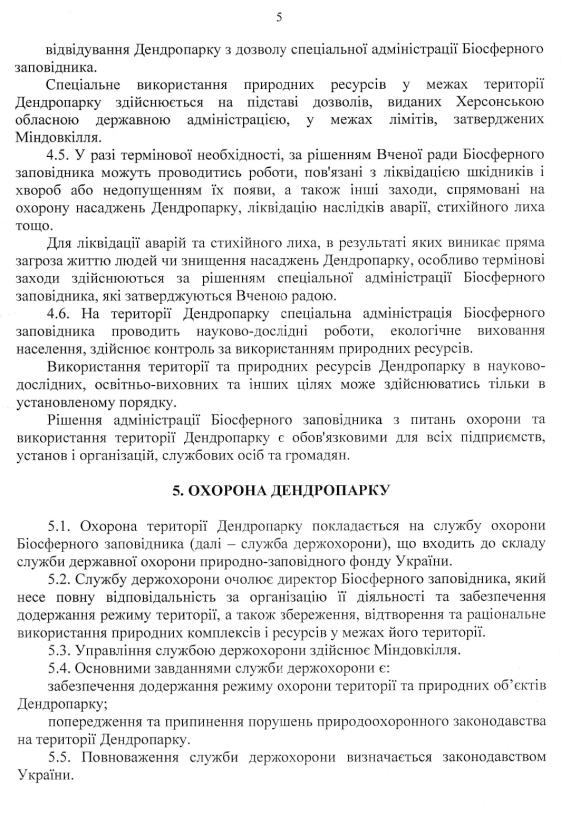 5
відвідування Дендропарку з дозволу спеціальної адміністрації Біосферного
заповідника.
Спеціальне використання природних ресурсів у межах території
Дендропарку здійснюється на підставі дозволів, виданих Херсонською
обласною державною адміністрацією, у межах лімітів, затверджених
Міндовкілля.
4.5. У разі термінової необхідності, за рішенням Вченої ради Біосферного
заповідника можуть проводитись роботи, пов'язані з ліквідацією шкідників і
хвороб або недопущенням їх появи, а також інші заходи, спрямовані на
охорону насаджень Дендропарку, ліквідацію наслідків аварії, стихійного лиха
тощо.
Для ліквідації аварій та стихійного лиха, в результаті яких виникає пряма
загроза життю людей чи знищення насаджень Дендропарку, особливо термінові
заходи здійснюються за рішенням спеціальної адміністрації Біосферного
заповідника, які затверджуються Вченою радою.
4.6. На території Дендропарку спеціальна адміністрація Біосферного
заповідника проводить науково-дослідні роботи, екологічне виховання
населення, здійснює контроль за використанням природних ресурсів.
Використання території та природних ресурсів Дендропарку в науково-
дослідних, освітньо-виховних та інших цілях може здійснюватись тільки в
установленому порядку.
Рішення адміністрації Біосферного заповідника з питань охорони та
використання території Дендропарку є обов'язковими для всіх підприємств,
установ і організацій, службових осіб та громадян.
5. ОХОРОНА ДЕНДРОПАРКУ
5.1. Охорона території Дендропарку покладається на службу охорони
Біосферного заповідника (далі – служба держохорони), що входить до складу
служби державної охорони природно-заповідного фонду України.
5.2. Службу держохорони очолює директор Біосферного заповідника, який
несе повну відповідальність за організацію її діяльності та забезпечення
додержання режиму території, а також збереження, відтворення та раціональне
використання природних комплексів і ресурсів у межах його території.
5.3. Управління службою держохорони здійснює Міндовкілля.
5.4. Основними завданнями служби держохорони є:
забезпечення додержання режиму охорони території та природних об’єктів
Дендропарку;
попередження та припинення порушень природоохоронного законодавства
на території Дендропарку.
5.5. Повноваження служби держохорони визначається законодавством
України.